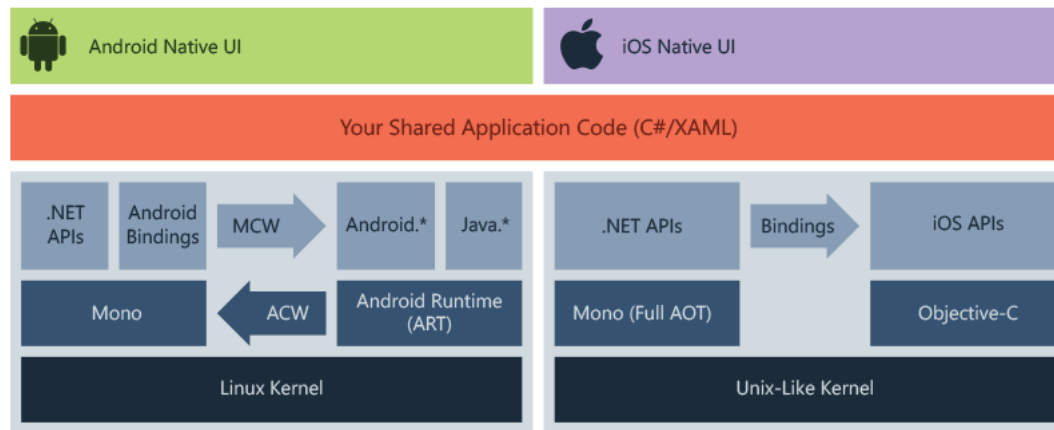 Android Native UI
iOS Native UI
Your Shared Application Code (C#/XAML)
.NET
APIs
Android
Bindings
MCW
Android.*
Java.*
.NET APIs
Bindings
iOS APIs
Mono
ACW
Android Runtime
(ART)
Mono (Full AOT)
Objective-C
Linux Kernel
Unix-Like Kernel